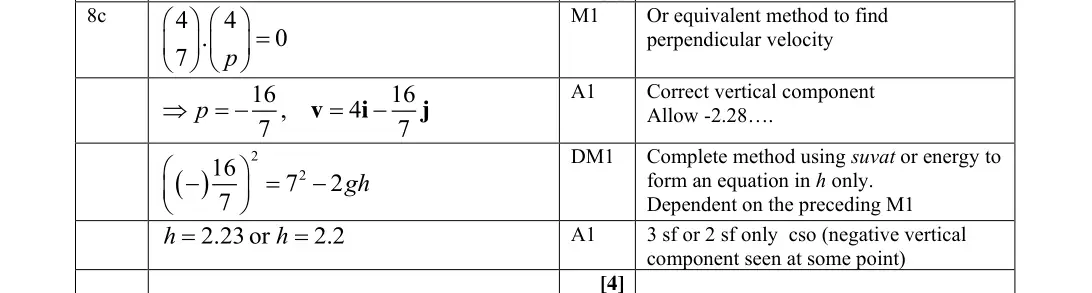 8c
(4 7) . (4 p) = 0
M1
Or equivalent method to find
perpendicular velocity
⇒ p = −16/7, v = 4i − 16/7 j
A1
Correct vertical component
Allow -2.28….
((−)16/7)² = 7² − 2gh
DM1
Complete method using suvat or energy to
form an equation in h only.
Dependent on the preceding M1
h = 2.23 or h = 2.2
A1
3 sf or 2 sf only cso (negative vertical
component seen at some point)
[4]